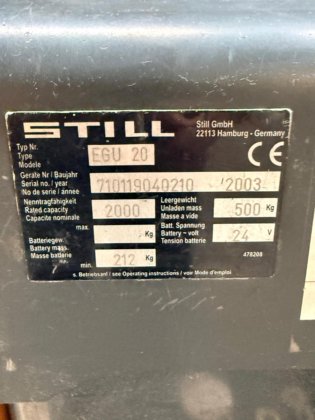 STILL
Still GmbH
22113 Hamburg - Germany
Typ Nr.
Type
Modele
EGU 20
CE
Geräte Nr / Baujahr
Serial no. / year
No de serie / année
710119040210 / 2003
Nenntragfähigkeit
Rated capacity
Capacite nominale
2000 Kg
Leergewicht
Unladen mass
Masse a vide
500 Kg
Batteriegew.
Battery mass.
Masse batterie
max. - Kg
min. 212 Kg
Batt. Spannung
Battery ~ volt
Tension batterie
24 V
478208
s. Betriebsanl / see Operating instructions / voir Mode d'emploi